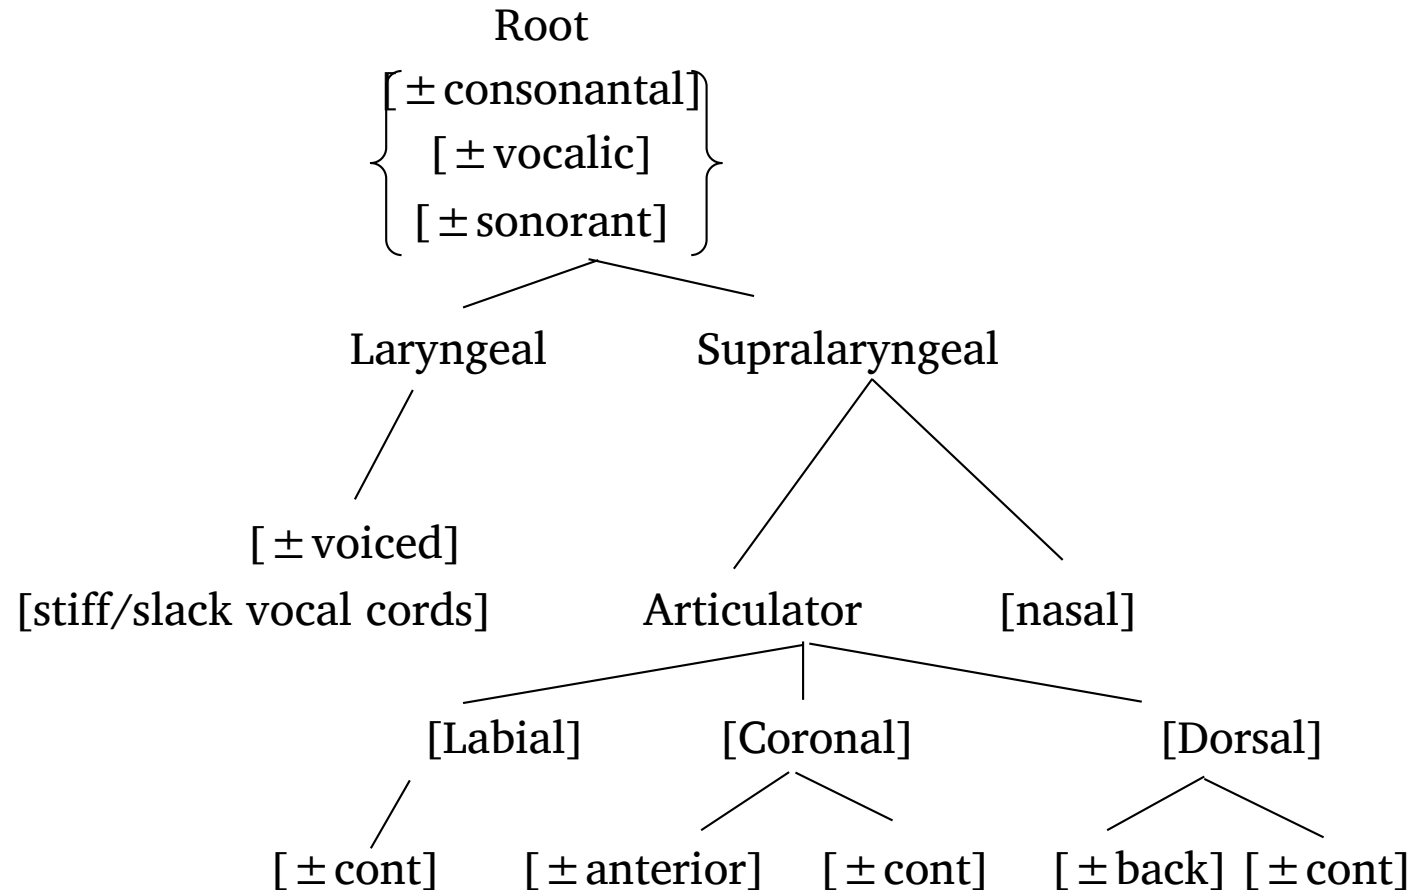 Root
[±consonantal]
[±vocalic]
[±sonorant]
Laryngeal Supralaryngeal
[±voiced]
[stiff/slack vocal cords] Articulator [nasal]
[Labial] [Coronal] [Dorsal]
[±cont] [±anterior] [±cont] [±back] [±cont]